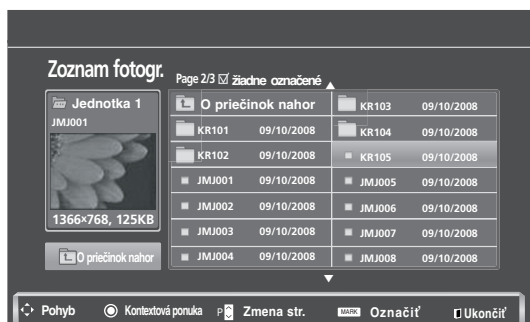 Zoznam fotogr.
Page 2/3 ☑ žiadne označené
Jednotka 1
JMJ001
1366×768, 125KB
O priečinok nahor
O priečinok nahor
KR101 09/10/2008
KR102 09/10/2008
JMJ001 09/10/2008
JMJ002 09/10/2008
JMJ003 09/10/2008
JMJ004 09/10/2008
KR103 09/10/2008
KR104 09/10/2008
KR105 09/10/2008
JMJ005 09/10/2008
JMJ006 09/10/2008
JMJ007 09/10/2008
JMJ008 09/10/2008
Pohyb Kontextová ponuka P Zmena str. MARK Označiť Ukončiť